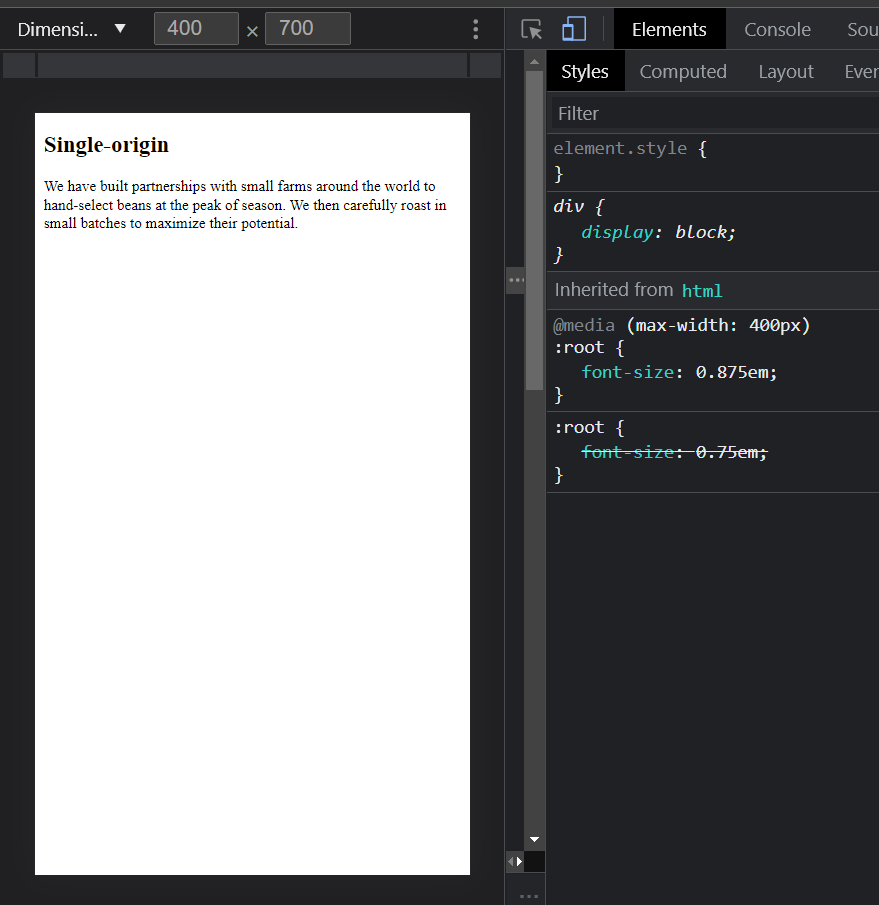 Dimensi... ▼ 400 × 700
Elements Console Sou
Styles Computed Layout Ever
Filter
Single-origin
We have built partnerships with small farms around the world to
hand-select beans at the peak of season. We then carefully roast in
small batches to maximize their potential.
element.style {
}
div {
display: block;
}
Inherited from html
@media (max-width: 400px)
:root {
font-size: 0.875em;
}
:root {
font-size: 0.75em;
}